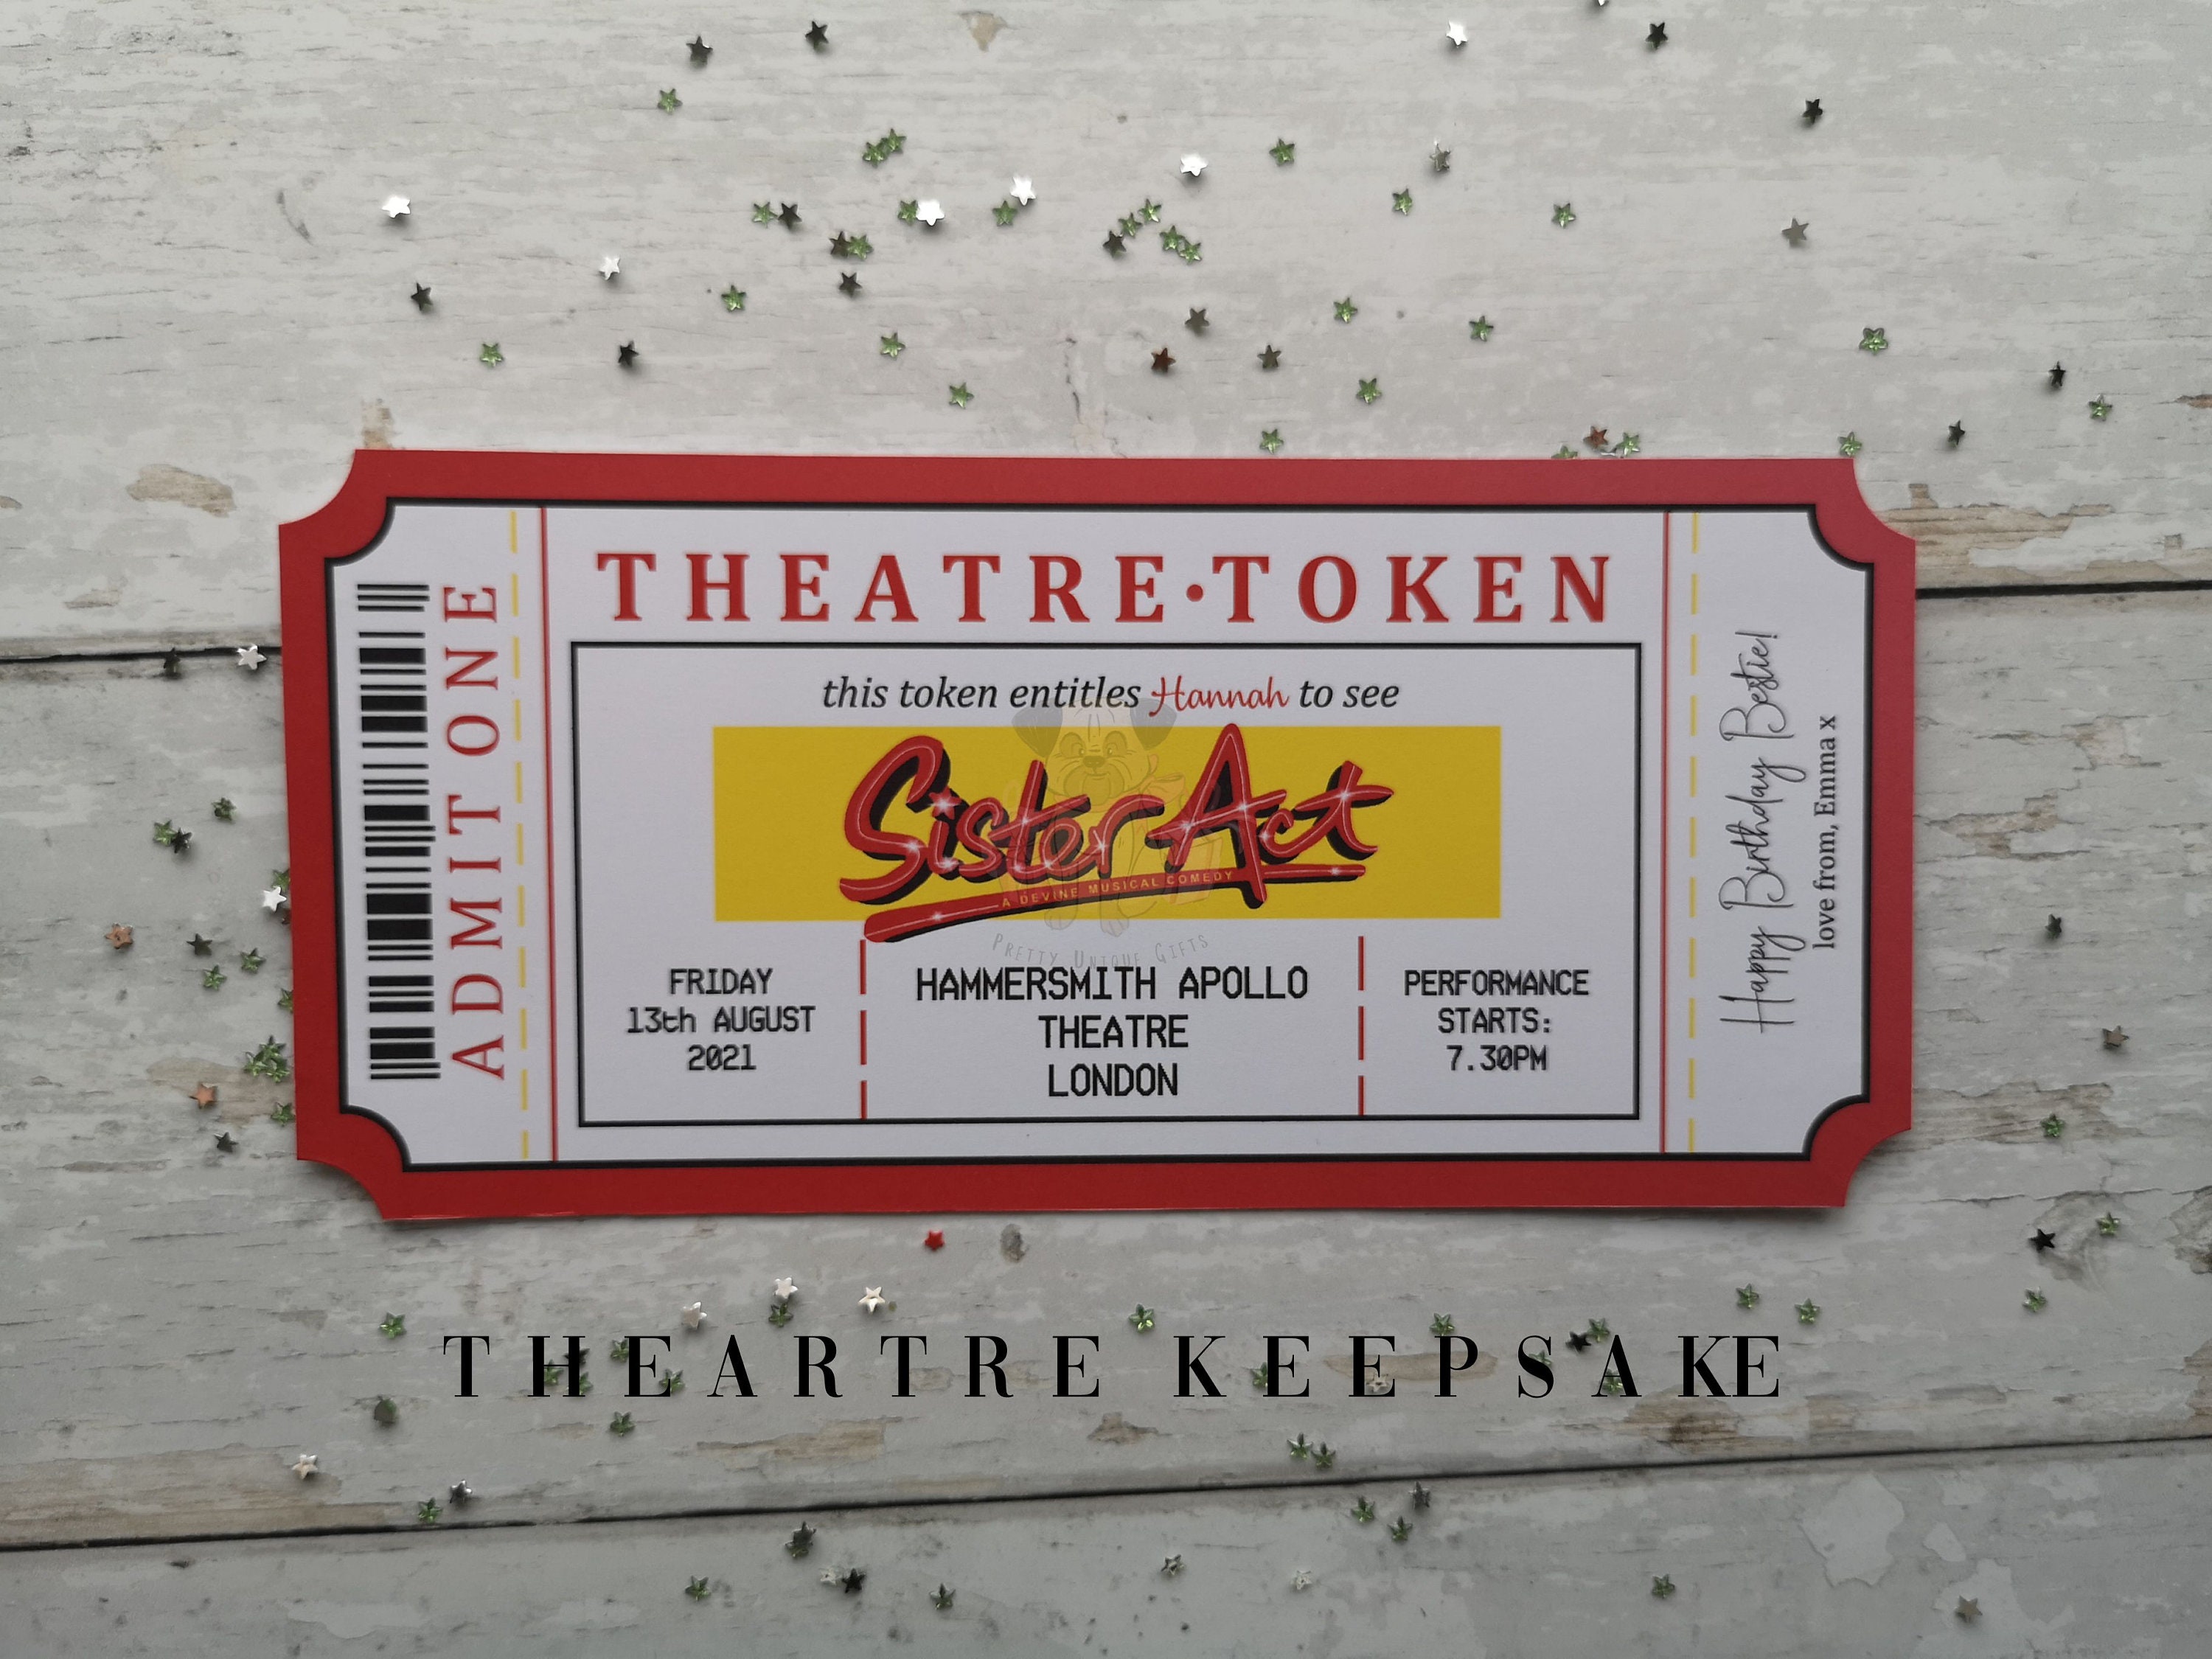 ADMIT ONE
THEATRE·TOKEN
this token entitles Hannah to see
Sister Act
A DEVINE MUSICAL COMEDY
PRETTY UNIQUE GIFTS
FRIDAY
13th AUGUST
2021
HAMMERSMITH APOLLO
THEATRE
LONDON
PERFORMANCE
STARTS:
7.30PM
Happy Birthday Bestie!
love from, Emma x
THEARTRE KEEPSAKE